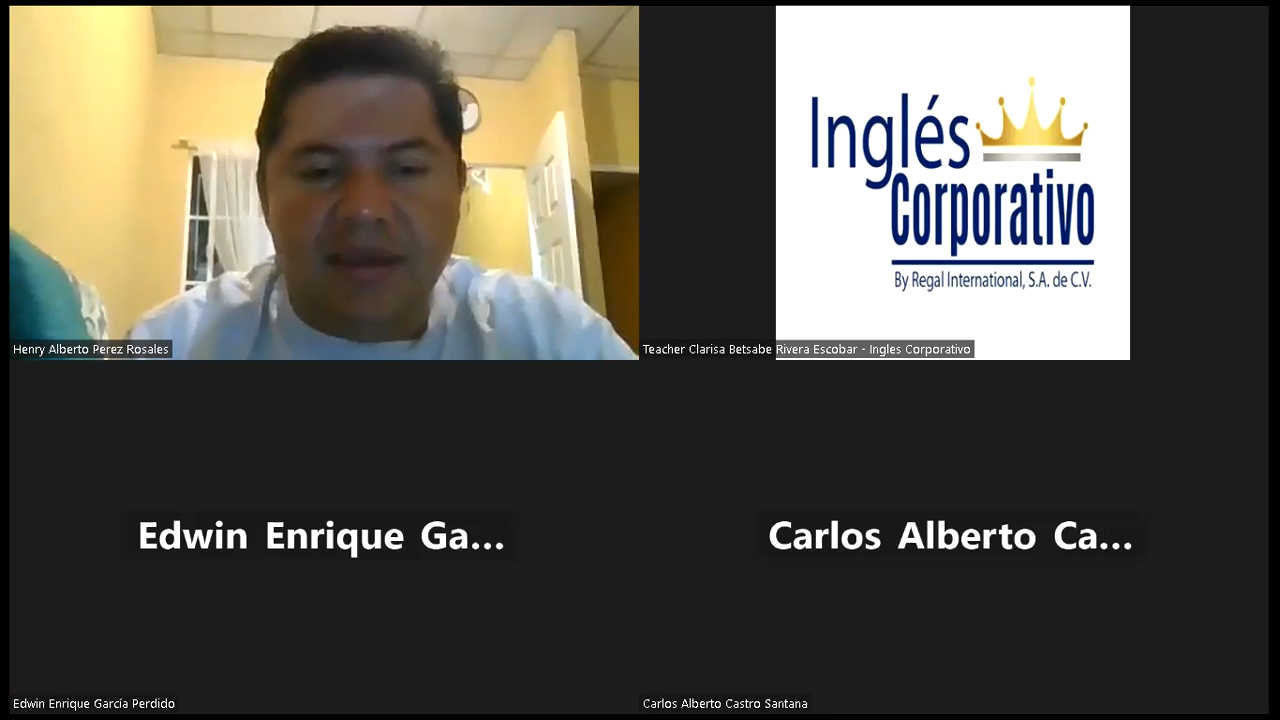 Inglés
Corporativo
By Regal International, S.A. de C.V.
Henry Alberto Perez Rosales
Teacher Clarisa Betsabe Rivera Escobar - Ingles Corporativo
Edwin Enrique Ga...
Carlos Alberto Ca...
Edwin Enrique García Perdido
Carlos Alberto Castro Santana